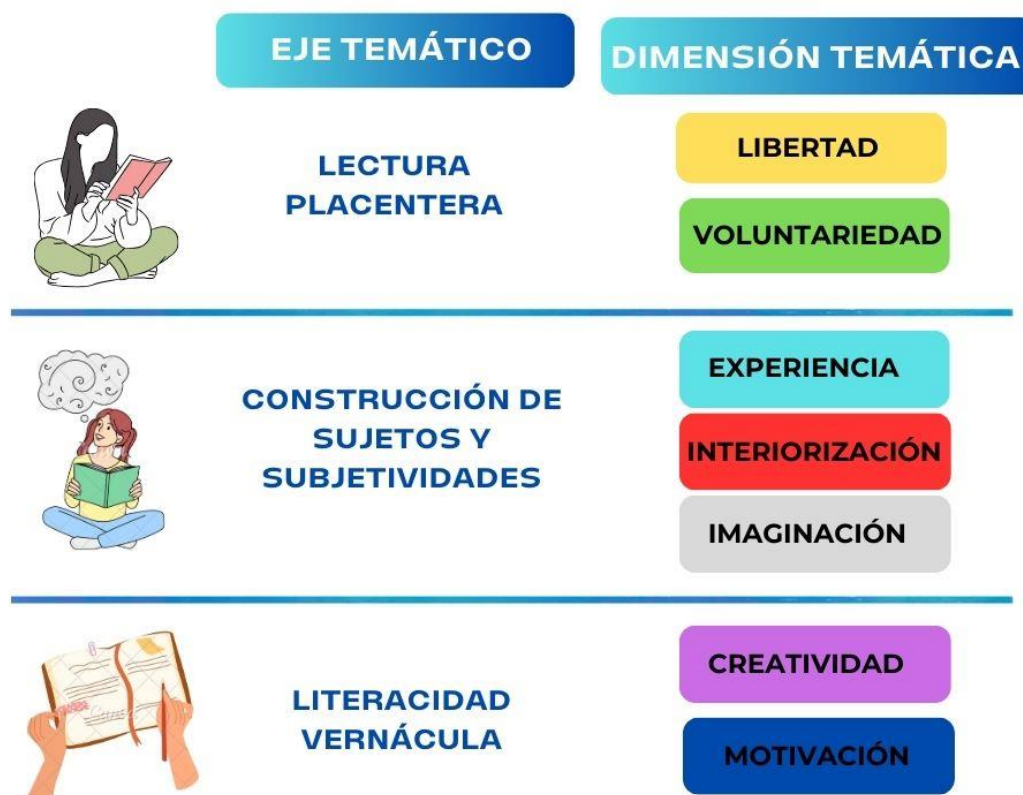 EJE TEMÁTICO
DIMENSIÓN TEMÁTICA
LECTURA
PLACENTERA
LIBERTAD
VOLUNTARIEDAD
CONSTRUCCIÓN DE
SUJETOS Y
SUBJETIVIDADES
EXPERIENCIA
INTERIORIZACIÓN
IMAGINACIÓN
LITERACIDAD
VERNÁCULA
CREATIVIDAD
MOTIVACIÓN